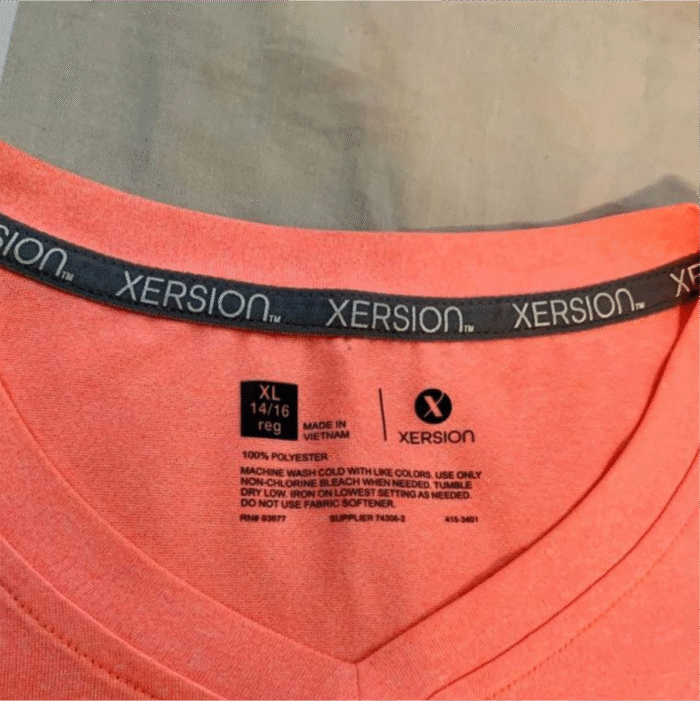 SION™
XERSION™ XERSION™ XERSION™ XE
XL
14/16
reg
MADE IN
VIETNAM
XERSION
100% POLYESTER
MACHINE WASH COLD WITH LIKE COLORS. USE ONLY
NON-CHLORINE BLEACH WHEN NEEDED. TUMBLE
DRY LOW. IRON ON LOWEST SETTING AS NEEDED.
DO NOT USE FABRIC SOFTENER.
RN# 93677 SUPPLIER 74306-2 415-3401